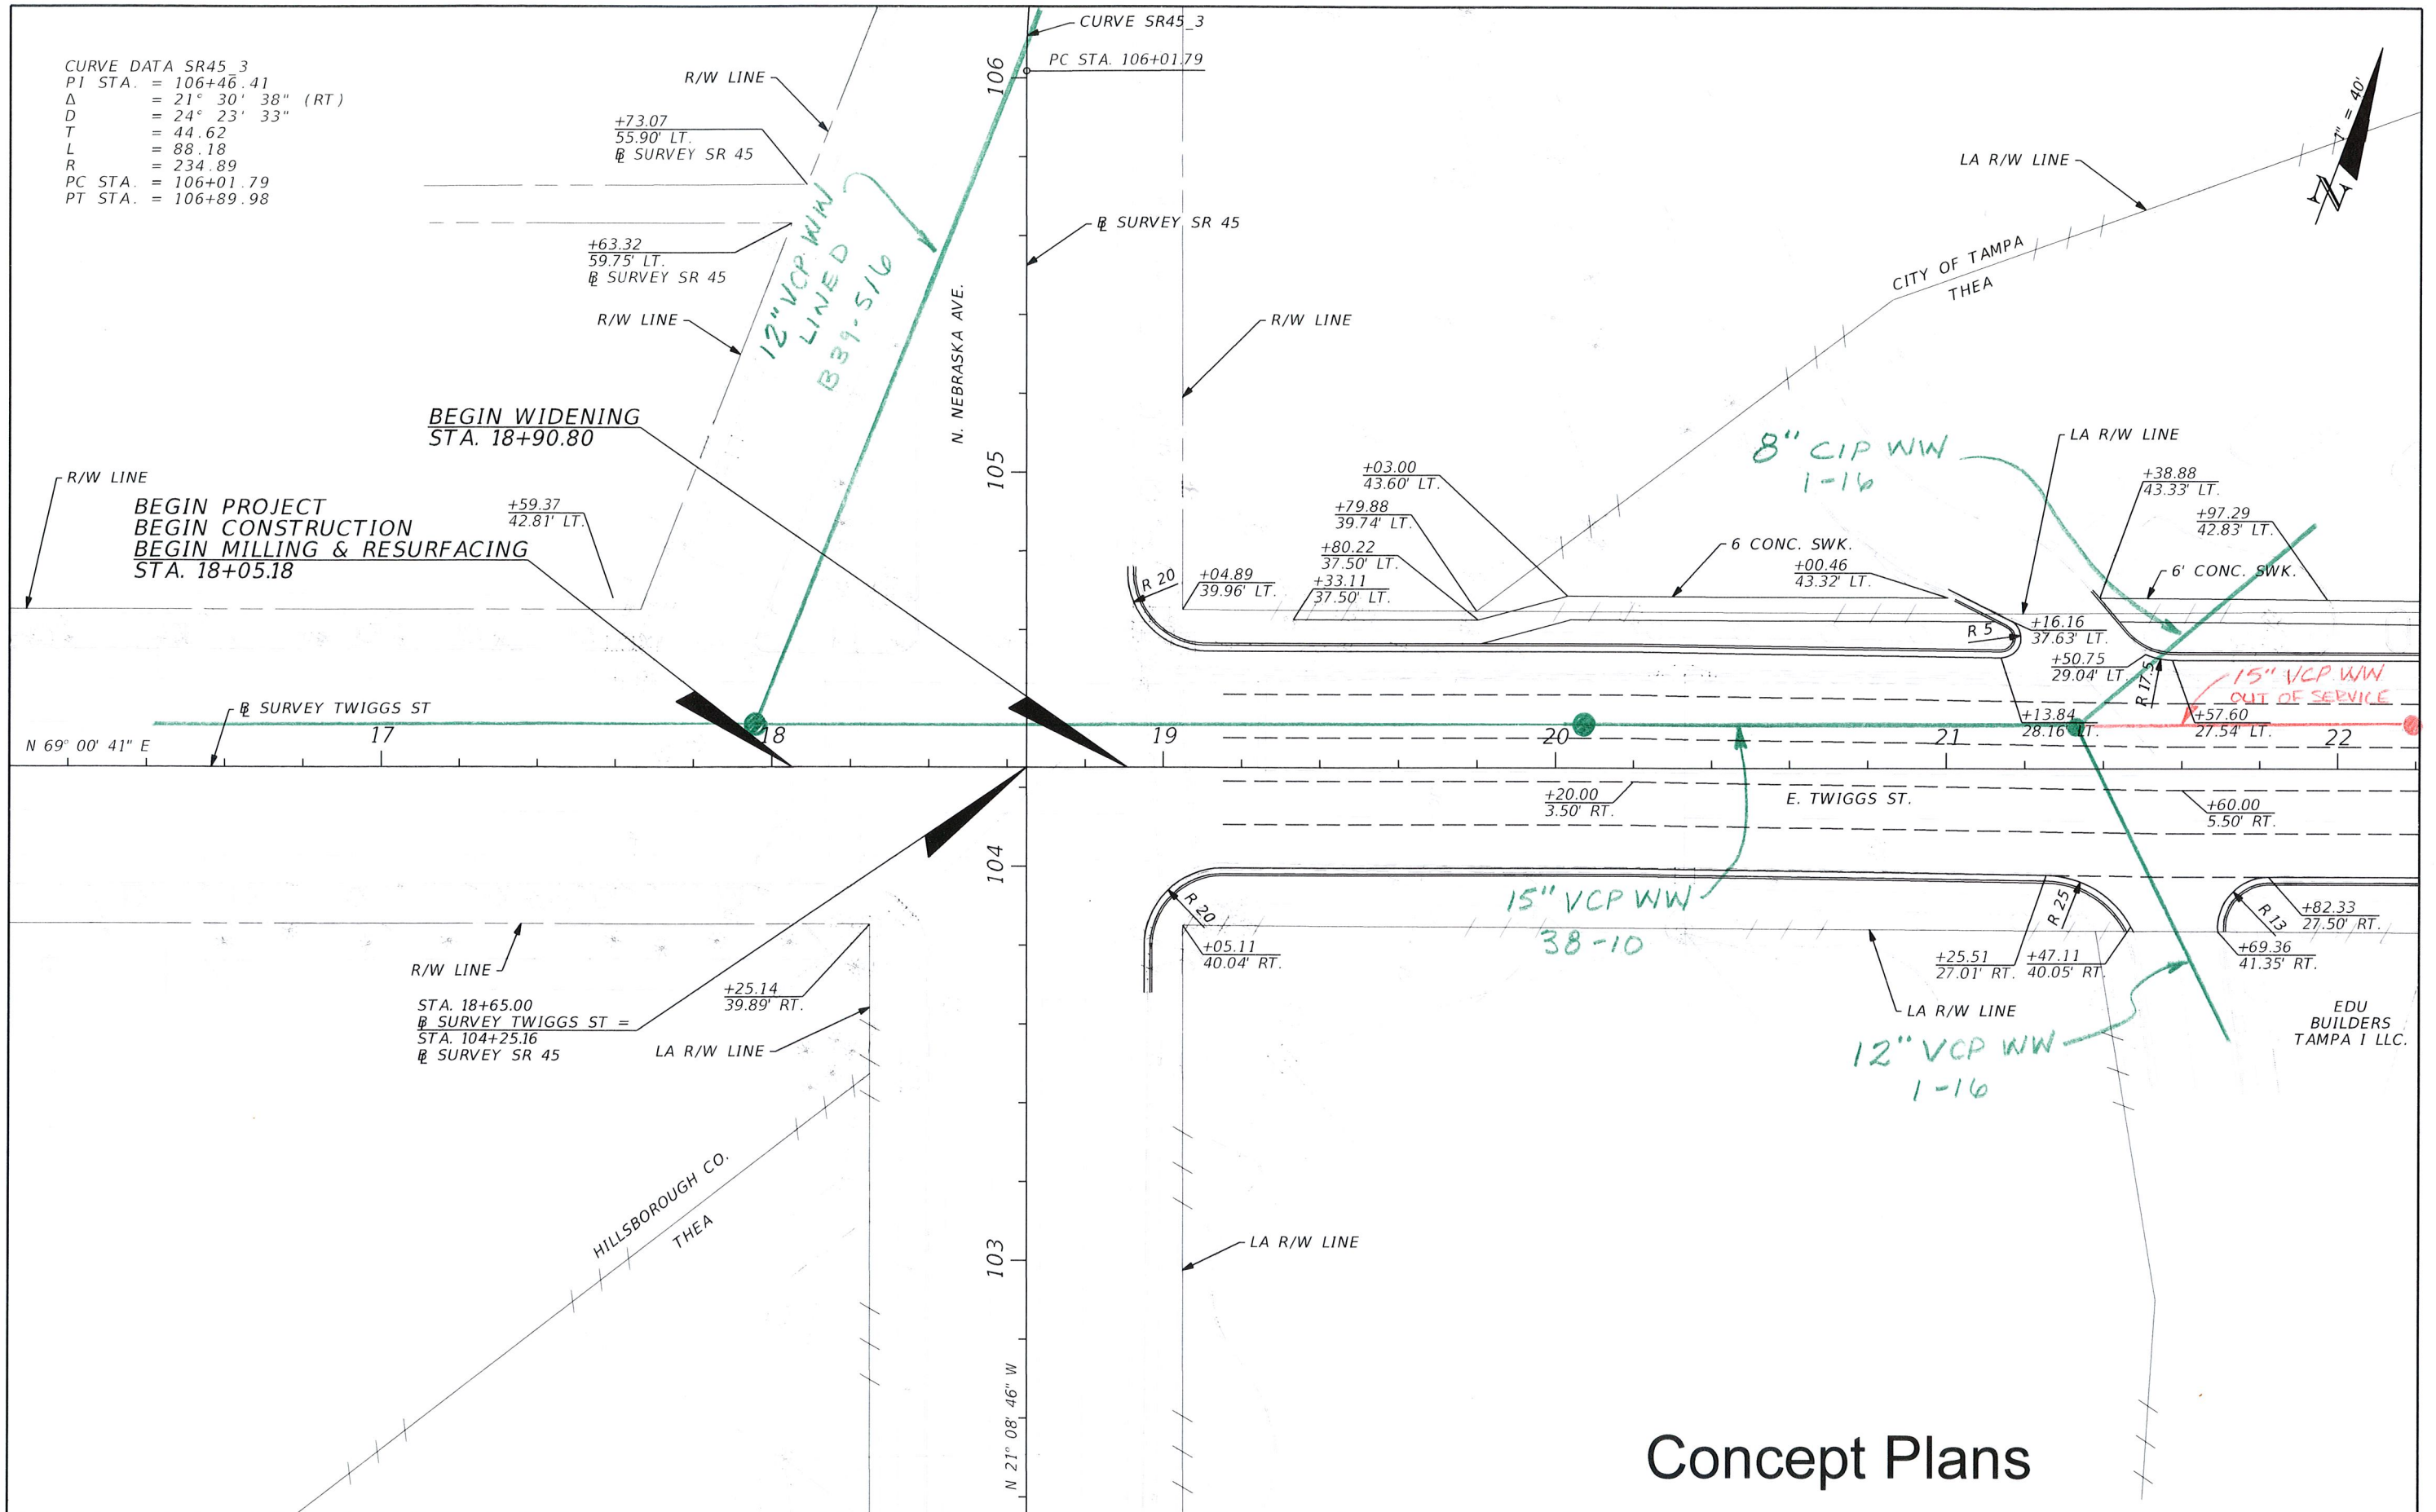 CURVE DATA SR45_3
PI STA. = 106+46.41
Δ = 21° 30' 38" (RT)
D = 24° 23' 33"
T = 44.62
L = 88.18
R = 234.89
PC STA. = 106+01.79
PT STA. = 106+89.98
CURVE SR45_3
PC STA. 106+01.79
106
R/W LINE
+73.07
55.90' LT.
℄ SURVEY SR 45
+63.32
59.75' LT.
℄ SURVEY SR 45
R/W LINE
12" VCP WW
LINED
B39-516
N. NEBRASKA AVE.
℄ SURVEY SR 45
R/W LINE
LA R/W LINE
1" = 40'
N
CITY OF TAMPA
THEA
BEGIN WIDENING
STA. 18+90.80
R/W LINE
BEGIN PROJECT
BEGIN CONSTRUCTION
BEGIN MILLING & RESURFACING
STA. 18+05.18
+59.37
42.81' LT.
105
+03.00
43.60' LT.
+79.88
39.74' LT.
+80.22
37.50' LT.
+33.11
37.50' LT.
+04.89
39.96' LT.
R 20
6 CONC. SWK.
+00.46
43.32' LT.
8" CIP WW
1-16
LA R/W LINE
+38.88
43.33' LT.
+97.29
42.83' LT.
6' CONC. SWK.
R 5
+16.16
37.63' LT.
+50.75
29.04' LT.
R 17.5
15" VCP WW
OUT OF SERVICE
+13.84
28.16' LT.
+57.60
27.54' LT.
℄ SURVEY TWIGGS ST
N 69° 00' 41" E
17
18
19
20
21
22
+20.00
3.50' RT.
E. TWIGGS ST.
+60.00
5.50' RT.
104
15" VCP WW
38-10
R 20
+05.11
40.04' RT.
R 25
R 13
+82.33
27.50' RT.
+25.51
27.01' RT.
+47.11
40.05' RT.
+69.36
41.35' RT.
LA R/W LINE
12" VCP WW
1-16
EDU
BUILDERS
TAMPA I LLC.
R/W LINE
+25.14
39.89' RT.
STA. 18+65.00
℄ SURVEY TWIGGS ST =
STA. 104+25.16
℄ SURVEY SR 45
LA R/W LINE
HILLSBOROUGH CO.
THEA
103
LA R/W LINE
N 21° 08' 46" W
Concept Plans